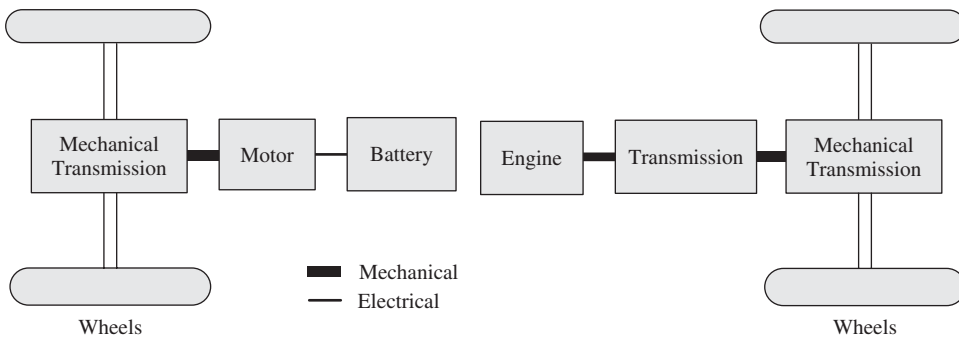 Mechanical
Transmission
Motor
Battery
Engine
Transmission
Mechanical
Transmission
Mechanical
Electrical
Wheels
Wheels